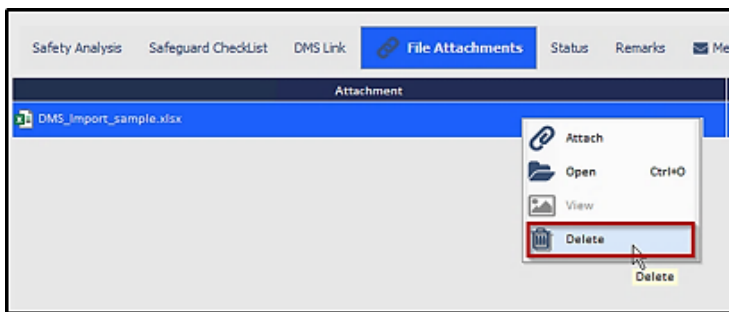 Safety Analysis Safeguard CheckList DMS Link File Attachments Status Remarks Me
Attachment
DMS_Import_sample.xlsx
Attach
Open Ctrl+O
View
Delete
Delete